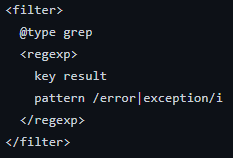 <filter>
  @type grep
  <regexp>
    key result
    pattern /error|exception/i
  </regexp>
</filter>